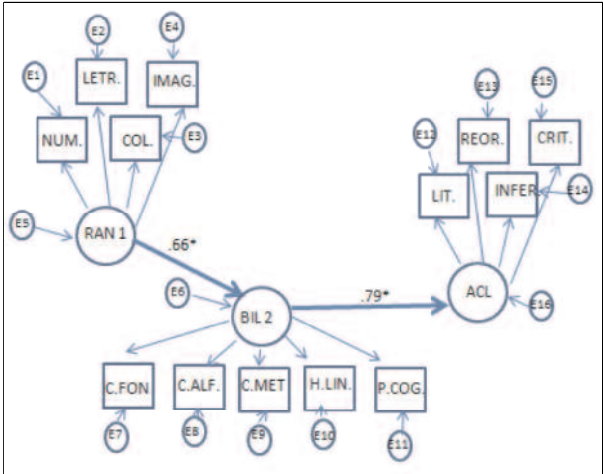 E2
E4
E1
LETR.
IMAG.
NUM.
COL.
E3
E5
RAN 1
.66*
E6
BIL 2
.79*
E13
E15
E12
REOR.
CRIT.
LIT.
INFER.
E14
ACL
E16
C.FON
C.ALF.
C.MET
H.LIN.
P.COG.
E7
E8
E9
E10
E11